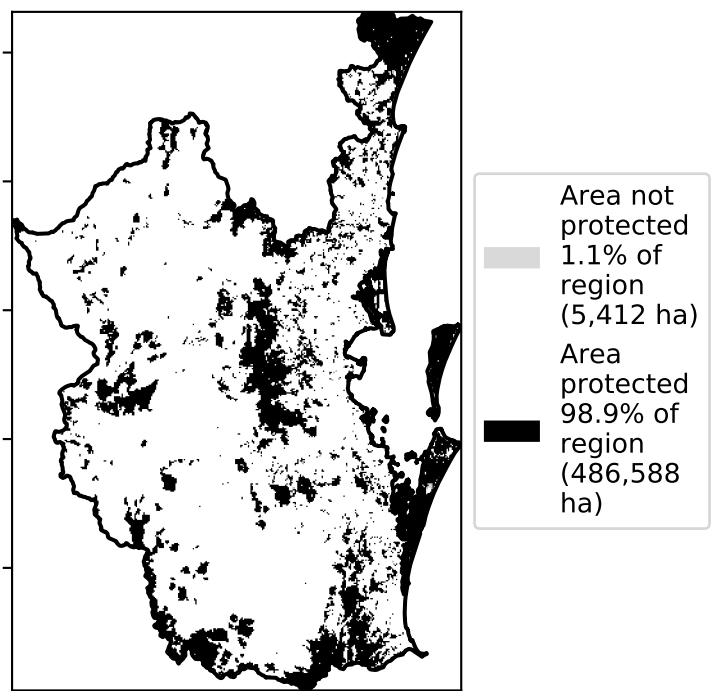 Area not
protected
1.1% of
region
(5,412 ha)
Area
protected
98.9% of
region
(486,588
ha)